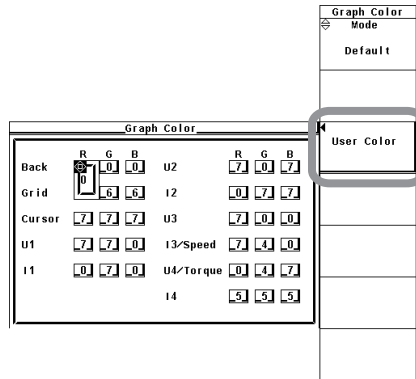 Graph Color
Mode
Default
User Color
Graph Color
R G B R G B
Back 0 0 U2 7 0 7
0
Grid 6 6 I2 0 7 7
Cursor 7 7 7 U3 7 0 0
U1 7 7 0 I3/Speed 7 4 0
I1 0 7 0 U4/Torque 0 4 7
I4 5 5 5